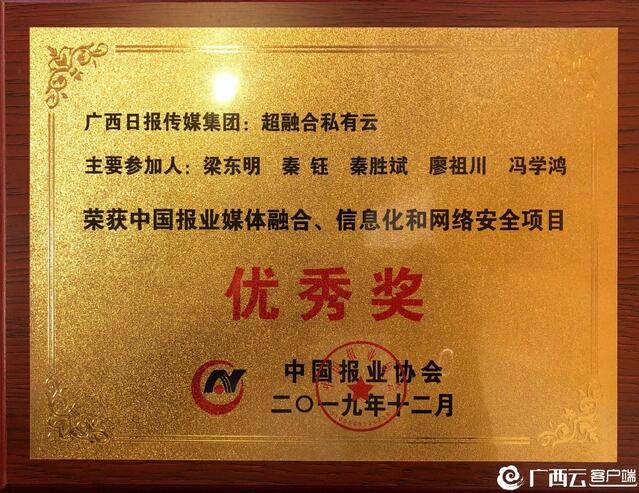 广西日报传媒集团：超融合私有云
主要参加人：梁东明 秦 钰 秦胜斌 廖祖川 冯学鸿
荣获中国报业媒体融合、信息化和网络安全项目
优秀奖
中国报业协会
二〇一九年十二月
广西云客户端